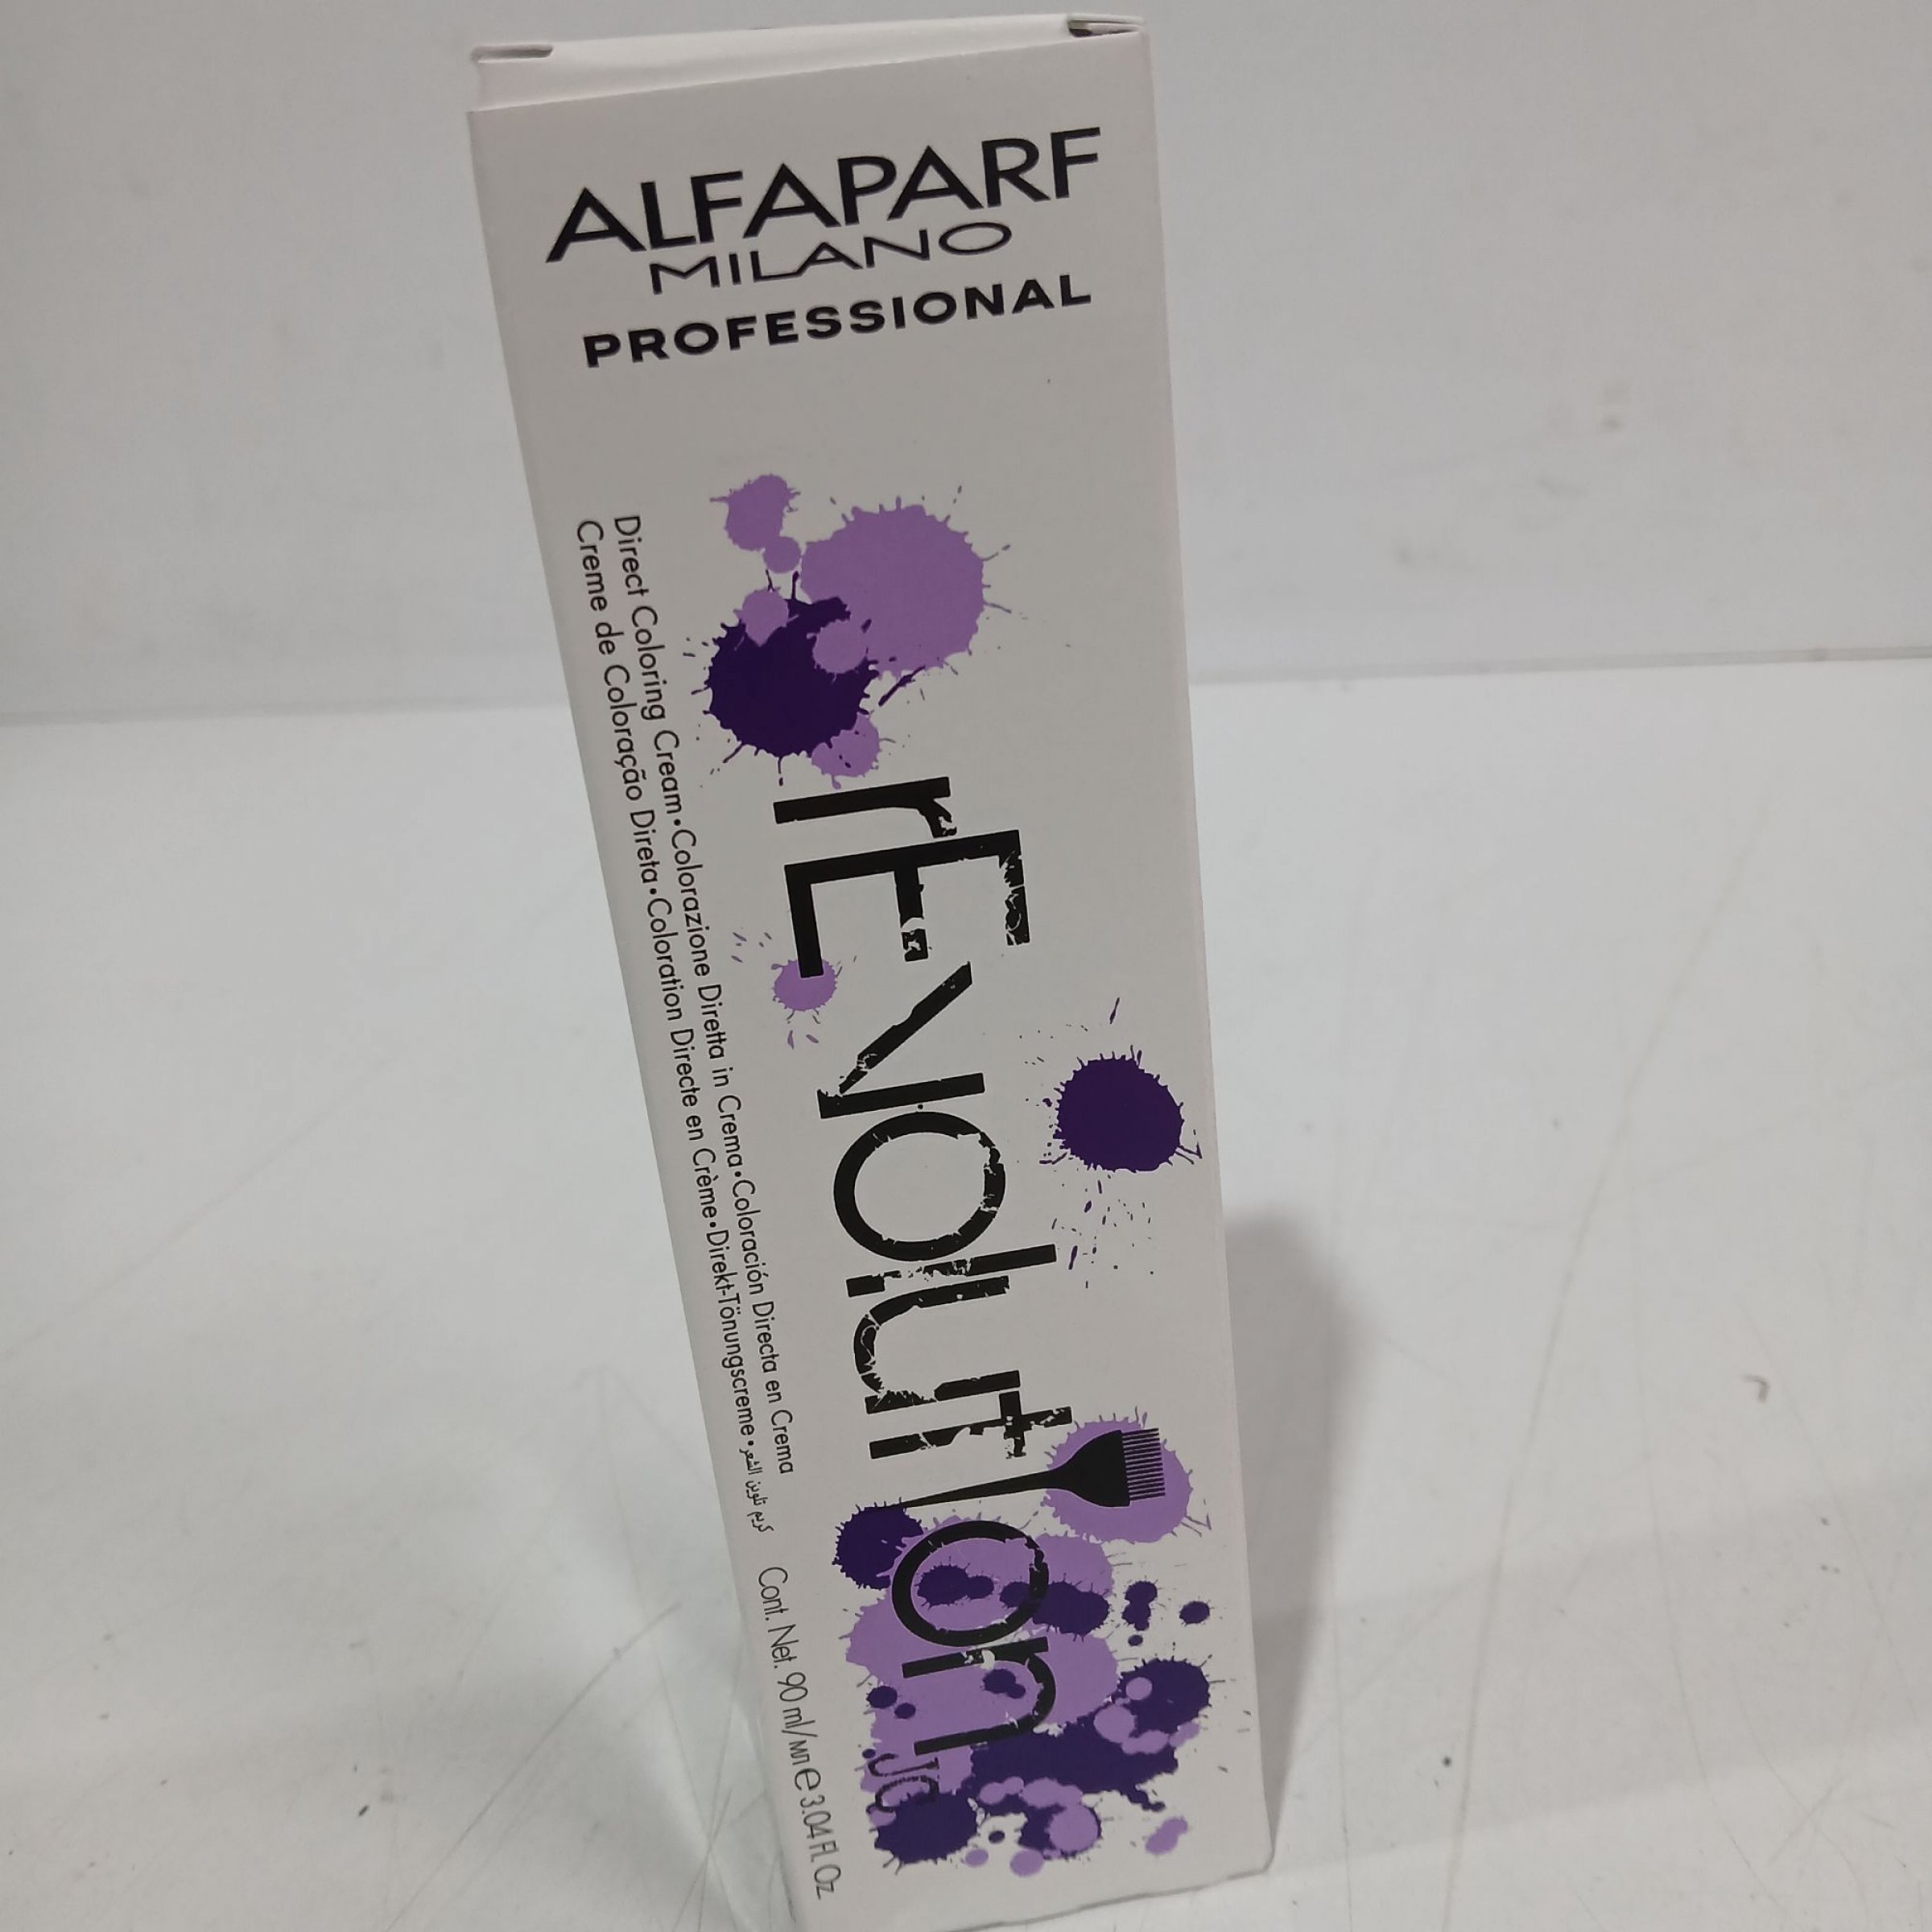 ALFAPARF
MILANO
PROFESSIONAL
rEvolution
JC
Direct Coloring Cream•Colorazione Diretta in Crema•Coloración Directa en Crema
Creme de Coloração Direta•Coloration Directe en Crème•Direkt-Tönungscreme•كريم تلوين الشعر
Cont. Net. 90 ml/мл e 3.04 Fl. Oz